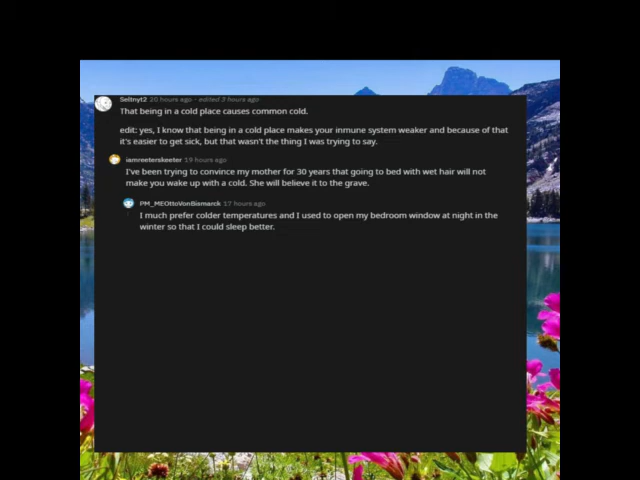 Seltnyt2 20 hours ago - edited 3 hours ago
That being in a cold place causes common cold.
edit: yes, I know that being in a cold place makes your inmune system weaker and because of that
it's easier to get sick, but that wasn't the thing I was trying to say.
iamreeterskeeter 19 hours ago
I've been trying to convince my mother for 30 years that going to bed with wet hair will not
make you wake up with a cold. She will believe it to the grave.
PM_MEOttoVonBismarck 17 hours ago
I much prefer colder temperatures and I used to open my bedroom window at night in the
winter so that I could sleep better.